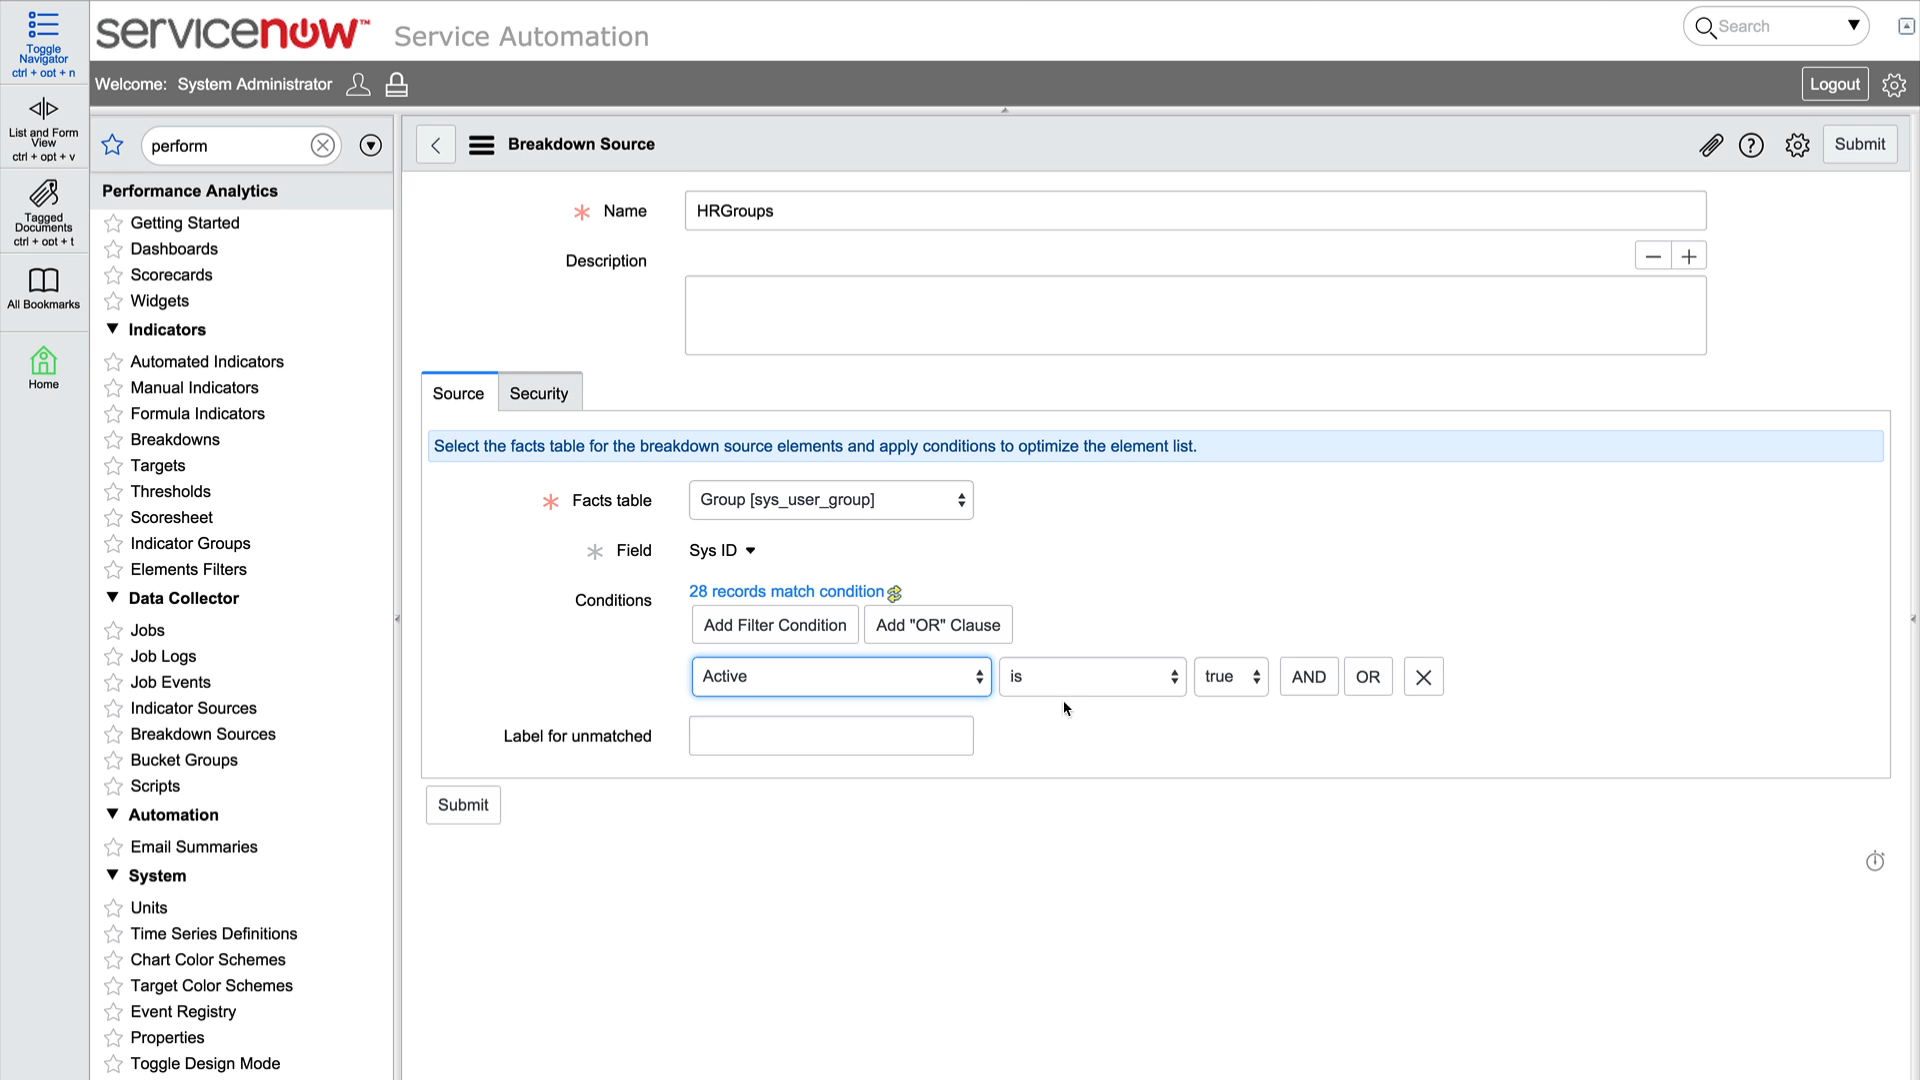 Toggle
Navigator
ctrl + opt + n
List and Form
View
ctrl + opt + v
Tagged
Documents
ctrl + opt + t
All Bookmarks
Home
servicenow™ Service Automation
Search
Welcome: System Administrator
Logout
perform
Performance Analytics
Getting Started
Dashboards
Scorecards
Widgets
Indicators
Automated Indicators
Manual Indicators
Formula Indicators
Breakdowns
Targets
Thresholds
Scoresheet
Indicator Groups
Elements Filters
Data Collector
Jobs
Job Logs
Job Events
Indicator Sources
Breakdown Sources
Bucket Groups
Scripts
Automation
Email Summaries
System
Units
Time Series Definitions
Chart Color Schemes
Target Color Schemes
Event Registry
Properties
Toggle Design Mode
Breakdown Source
Submit
Name HRGroups
Description
Source Security
Select the facts table for the breakdown source elements and apply conditions to optimize the element list.
Facts table Group [sys_user_group]
Field Sys ID
Conditions 28 records match condition
Add Filter Condition Add "OR" Clause
Active is true AND OR
Label for unmatched
Submit